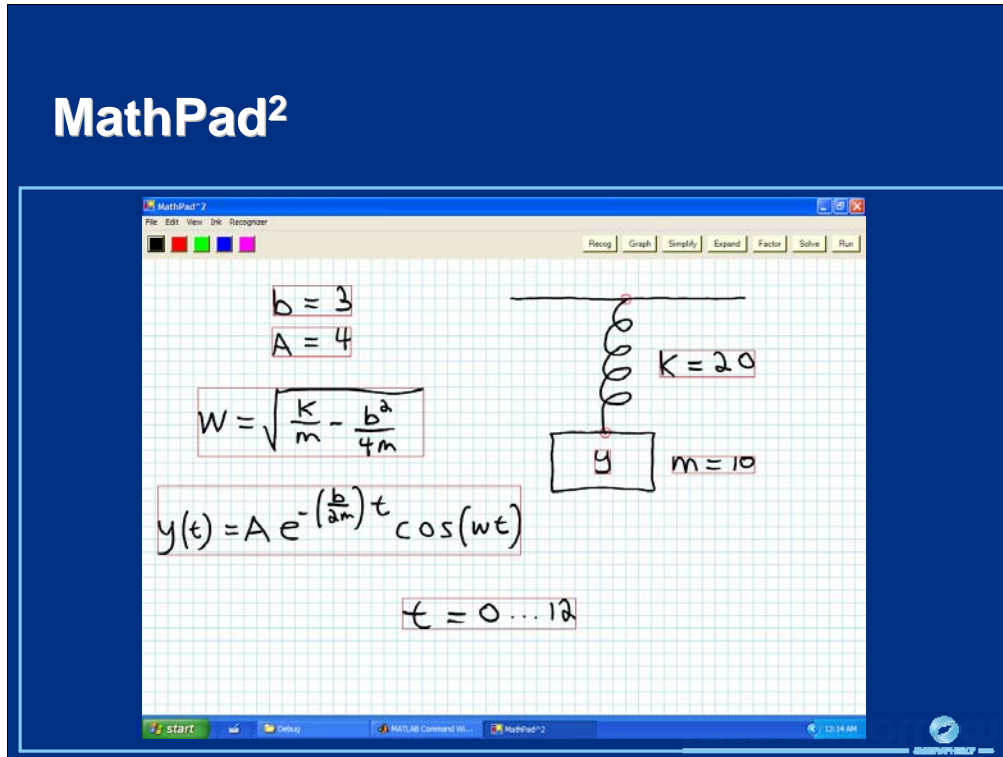 MathPad²
MathPad^2
File Edit View Ink Recognizer
Recog Graph Simplify Expand Factor Solve Run
b = 3
A = 4
w = √(k/m - b²/4m)
y(t) = A e^-(b/2m)t cos(wt)
t = 0...12
k = 20
y
m = 10
start Debug MATLAB Command Wi... MathPad^2 12:14 AM